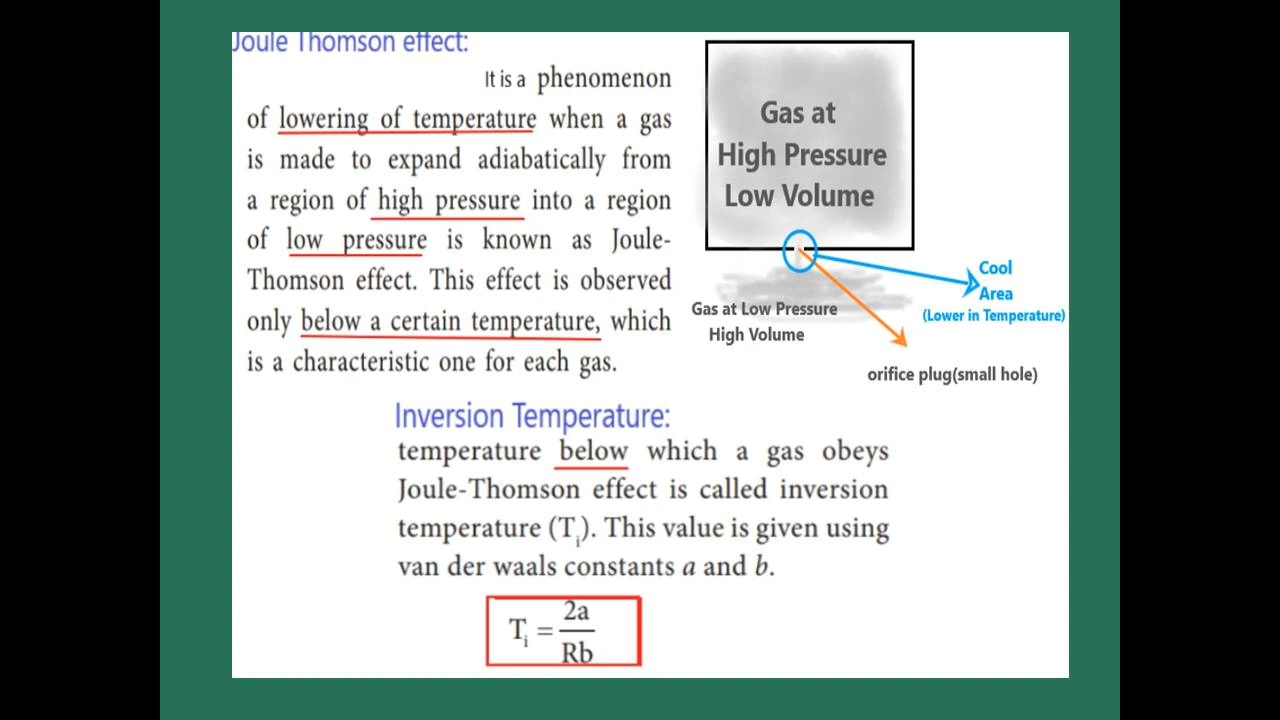 Joule Thomson effect:
It is a phenomenon
of lowering of temperature when a gas
is made to expand adiabatically from
a region of high pressure into a region
of low pressure is known as Joule-
Thomson effect. This effect is observed
only below a certain temperature, which
is a characteristic one for each gas.
Gas at
High Pressure
Low Volume
Cool
Area
(Lower in Temperature)
Gas at Low Pressure
High Volume
orifice plug(small hole)
Inversion Temperature:
temperature below which a gas obeys
Joule-Thomson effect is called inversion
temperature (Ti). This value is given using
van der waals constants a and b.
Ti = 2a
Rb